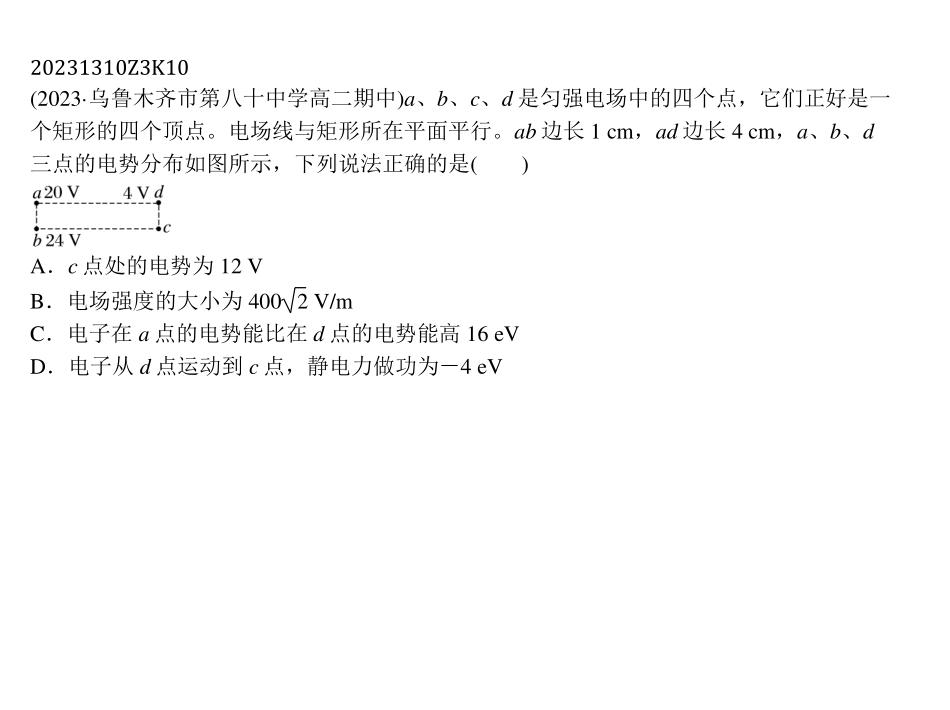 20231310Z3K10
(2023·乌鲁木齐市第八十中学高二期中)a、b、c、d 是匀强电场中的四个点，它们正好是一
个矩形的四个顶点。电场线与矩形所在平面平行。ab 边长 1 cm，ad 边长 4 cm，a、b、d
三点的电势分布如图所示，下列说法正确的是(　　)
a 20 V 4 V d
c
b 24 V
A．c 点处的电势为 12 V
B．电场强度的大小为 400√2 V/m
C．电子在 a 点的电势能比在 d 点的电势能高 16 eV
D．电子从 d 点运动到 c 点，静电力做功为－4 eV